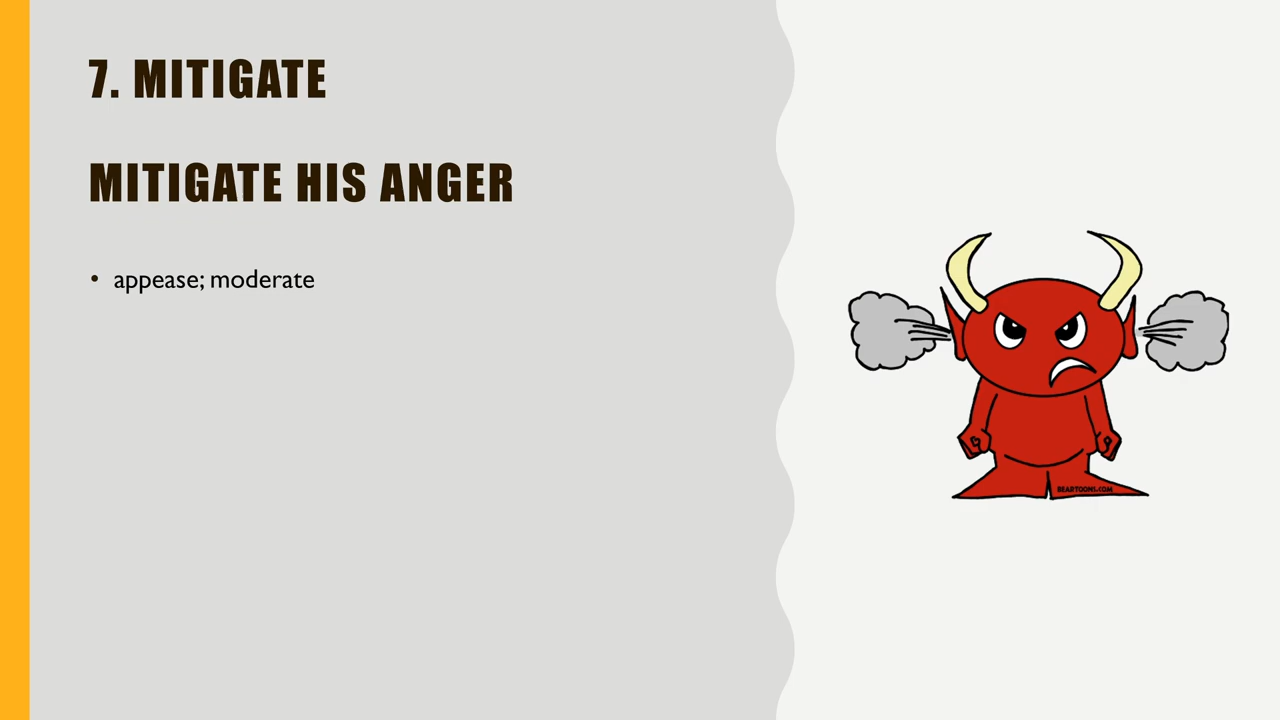 7. MITIGATE
MITIGATE HIS ANGER
• appease; moderate
BEARTOONS.COM